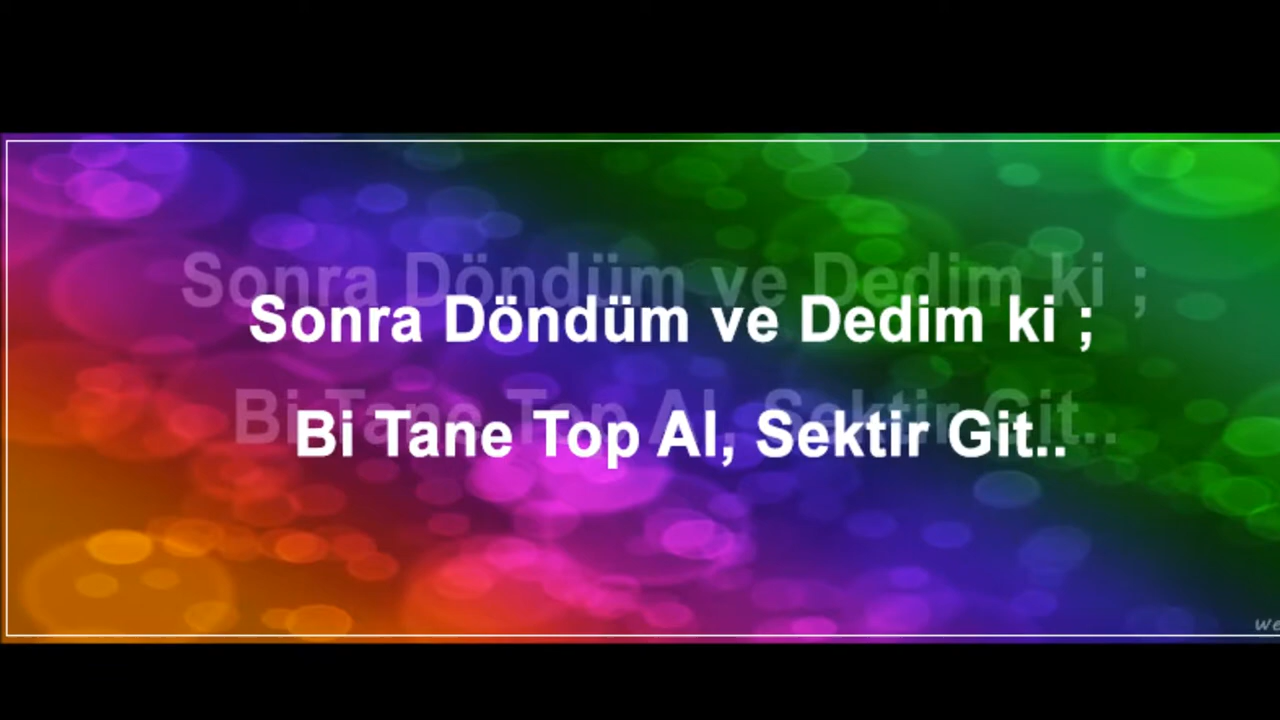 Sonra Döndüm ve Dedim ki ;
Bi Tane Top Al, Sektir Git..